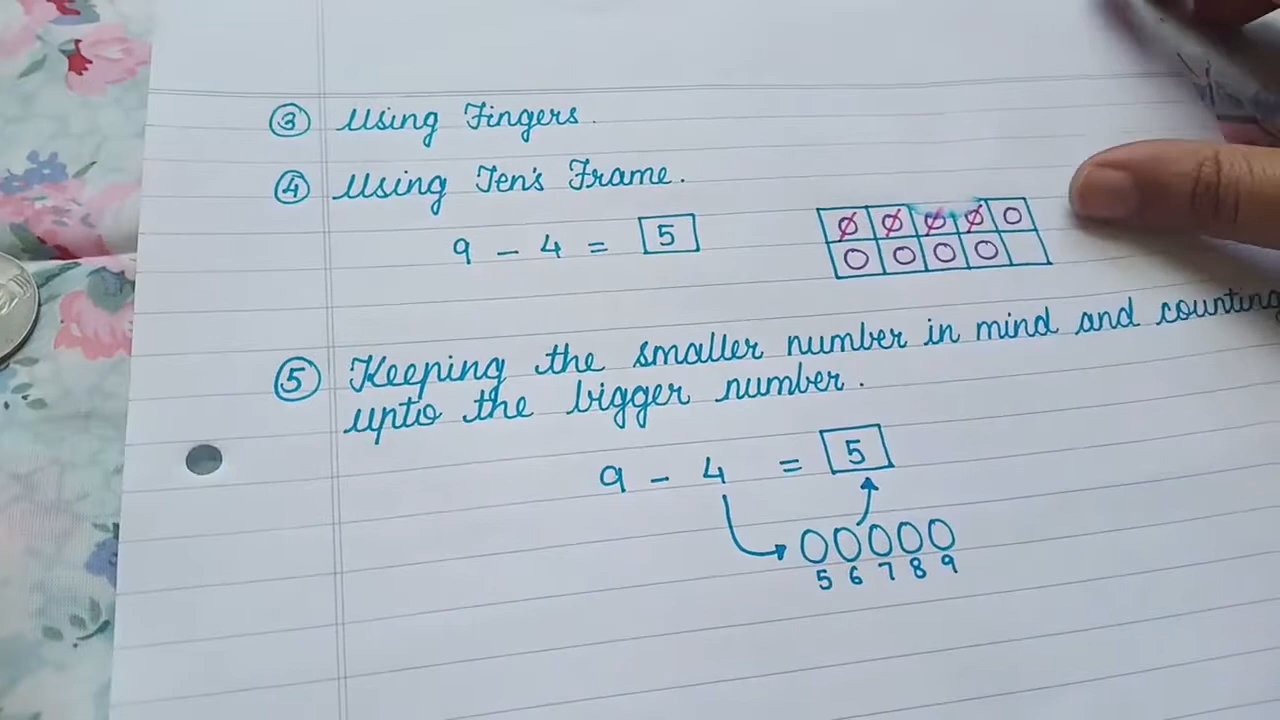 ③ Using Fingers.
④ Using Ten's Frame.
9 - 4 = 5
⑤ Keeping the smaller number in mind and counting
upto the bigger number.
9 - 4 = 5
5 6 7 8 9